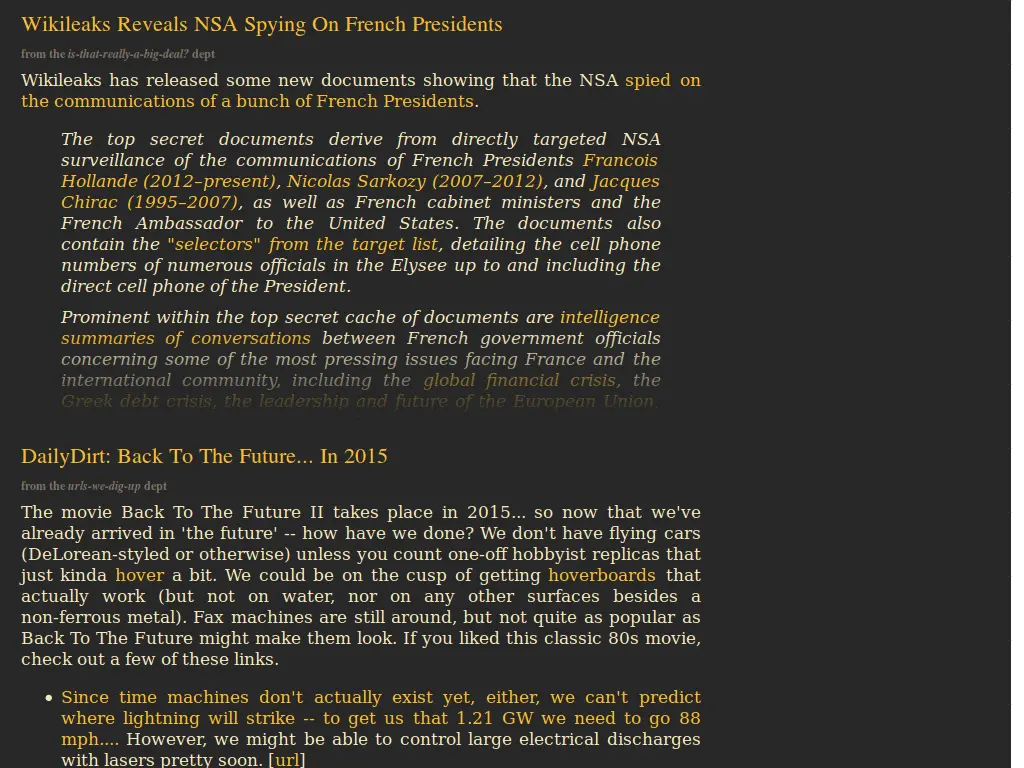 Wikileaks Reveals NSA Spying On French Presidents
from the is-that-really-a-big-deal? dept
Wikileaks has released some new documents showing that the NSA spied on
the communications of a bunch of French Presidents.
The top secret documents derive from directly targeted NSA
surveillance of the communications of French Presidents Francois
Hollande (2012–present), Nicolas Sarkozy (2007–2012), and Jacques
Chirac (1995–2007), as well as French cabinet ministers and the
French Ambassador to the United States. The documents also
contain the "selectors" from the target list, detailing the cell phone
numbers of numerous officials in the Elysee up to and including the
direct cell phone of the President.
Prominent within the top secret cache of documents are intelligence
summaries of conversations between French government officials
concerning some of the most pressing issues facing France and the
international community, including the global financial crisis, the
Greek debt crisis, the leadership and future of the European Union,
DailyDirt: Back To The Future... In 2015
from the urls-we-dig-up dept
The movie Back To The Future II takes place in 2015... so now that we've
already arrived in 'the future' -- how have we done? We don't have flying cars
(DeLorean-styled or otherwise) unless you count one-off hobbyist replicas that
just kinda hover a bit. We could be on the cusp of getting hoverboards that
actually work (but not on water, nor on any other surfaces besides a
non-ferrous metal). Fax machines are still around, but not quite as popular as
Back To The Future might make them look. If you liked this classic 80s movie,
check out a few of these links.
• Since time machines don't actually exist yet, either, we can't predict
where lightning will strike -- to get us that 1.21 GW we need to go 88
mph.... However, we might be able to control large electrical discharges
with lasers pretty soon. [url]